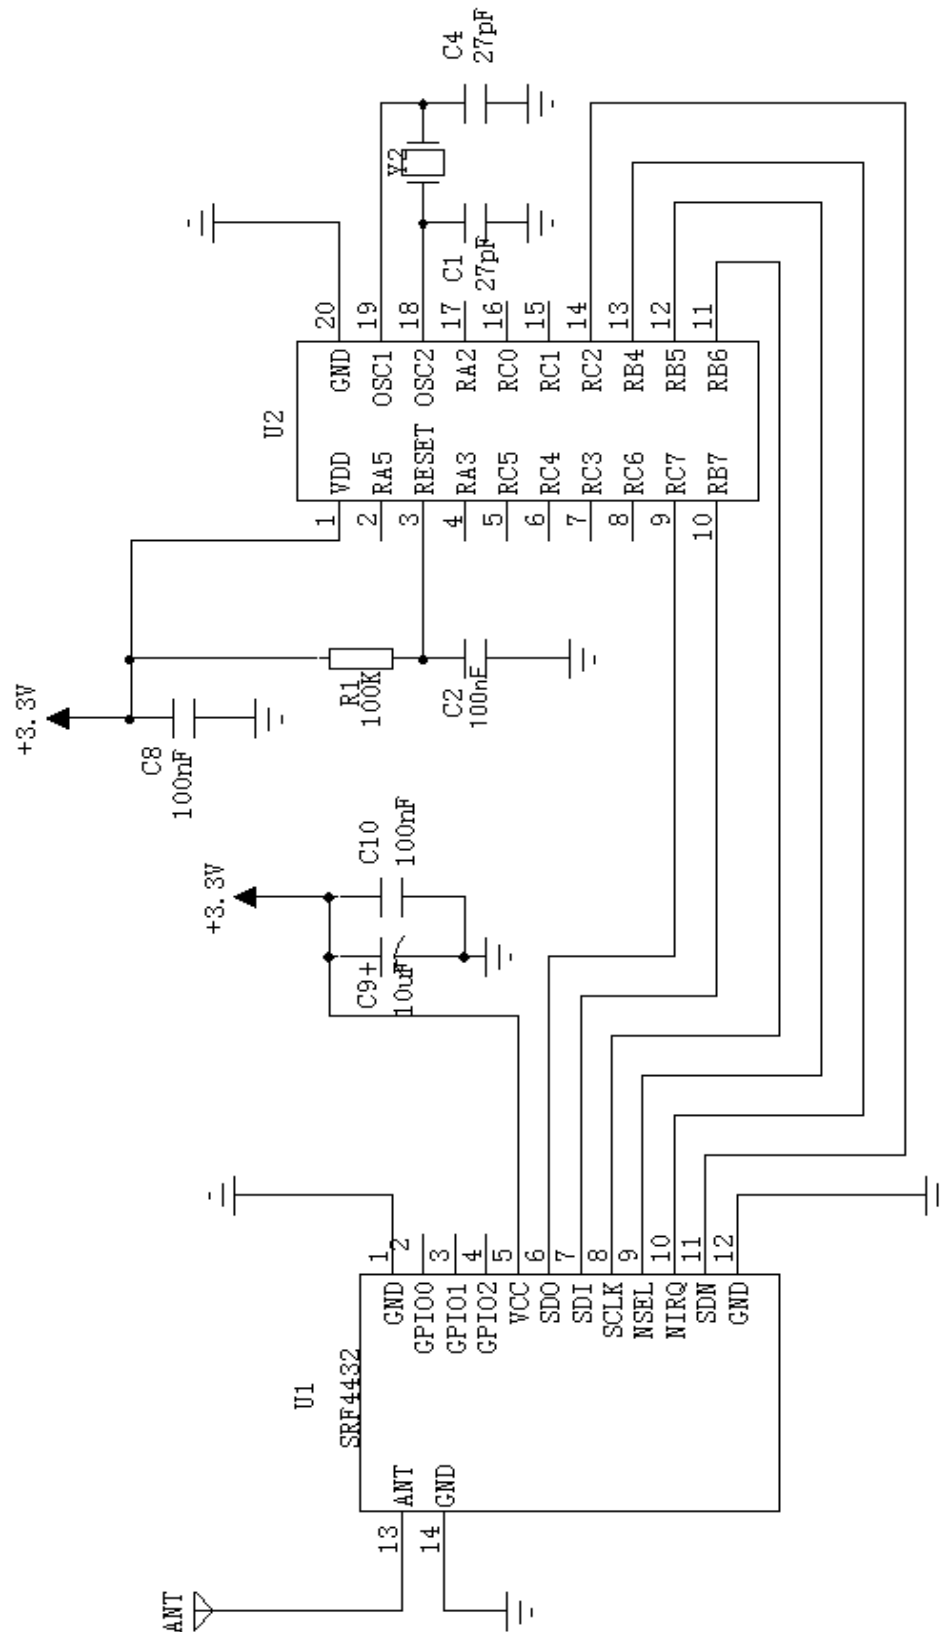 ANT
13
14
ANT
GND
U1
SRF4432
GND
GPIO0
GPIO1
GPIO2
VCC
SDO
SDI
SCLK
NSEL
NIRQ
SDN
GND
1
2
3
4
5
6
7
8
9
10
11
12
+3.3V
C9+
10uF
C10
100nF
+3.3V
C8
100nF
R1
100K
C2
100nF
1
2
3
4
5
6
7
8
9
10
U2
VDD
RA5
RESET
RA3
RC5
RC4
RC3
RC6
RC7
RB7
GND
OSC1
OSC2
RA2
RC0
RC1
RC2
RB4
RB5
RB6
20
19
18
17
16
15
14
13
12
11
C1
27pF
Y2
C4
27pF